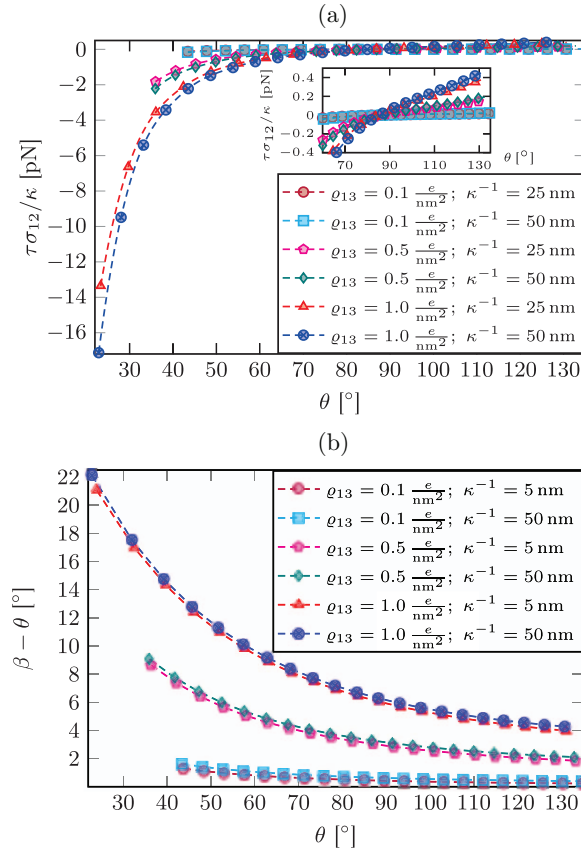 (a)
0
−2
−4
−6
−8
−10
−12
−14
−16
τσ₁₂/κ [pN]
30 40 50 60 70 80 90 100 110 120 130
θ [°]
0.4
0.2
0
−0.2
−0.4
τσ₁₂/κ [pN]
70 90 110 130 θ [°]
ϱ₁₃ = 0.1 e/nm²; κ⁻¹ = 25 nm
ϱ₁₃ = 0.1 e/nm²; κ⁻¹ = 50 nm
ϱ₁₃ = 0.5 e/nm²; κ⁻¹ = 25 nm
ϱ₁₃ = 0.5 e/nm²; κ⁻¹ = 50 nm
ϱ₁₃ = 1.0 e/nm²; κ⁻¹ = 25 nm
ϱ₁₃ = 1.0 e/nm²; κ⁻¹ = 50 nm
(b)
22
20
18
16
14
12
10
8
6
4
2
β − θ [°]
30 40 50 60 70 80 90 100 110 120 130
θ [°]
ϱ₁₃ = 0.1 e/nm²; κ⁻¹ = 5 nm
ϱ₁₃ = 0.1 e/nm²; κ⁻¹ = 50 nm
ϱ₁₃ = 0.5 e/nm²; κ⁻¹ = 5 nm
ϱ₁₃ = 0.5 e/nm²; κ⁻¹ = 50 nm
ϱ₁₃ = 1.0 e/nm²; κ⁻¹ = 5 nm
ϱ₁₃ = 1.0 e/nm²; κ⁻¹ = 50 nm